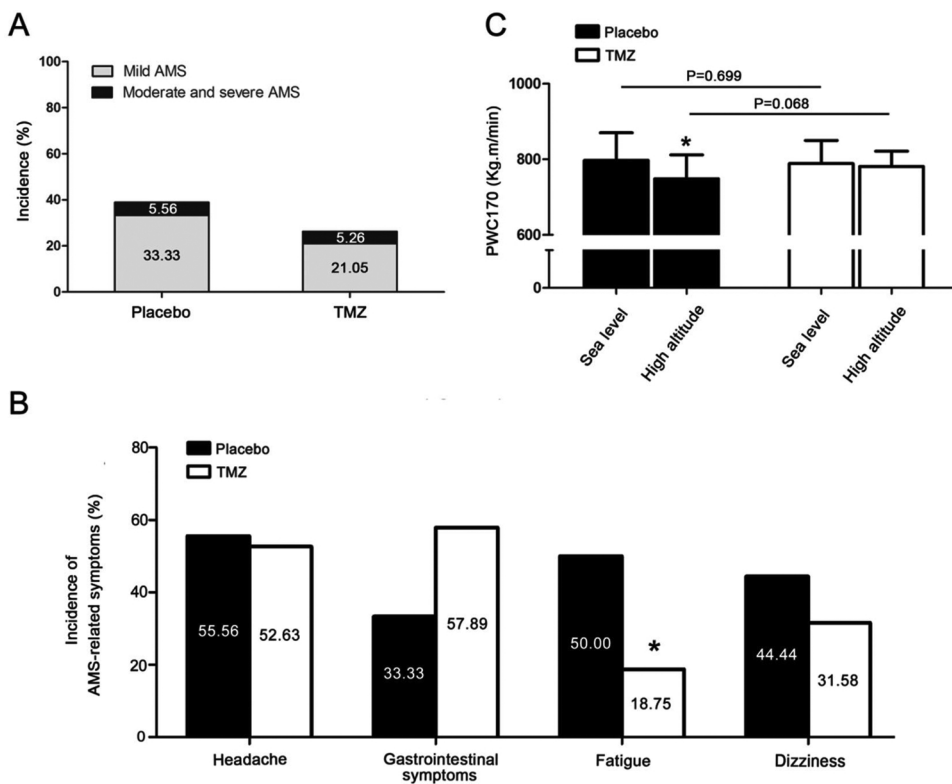 A
Mild AMS
Moderate and severe AMS
Incidence (%)
100
80
60
40
20
0
5.56
33.33
5.26
21.05
Placebo
TMZ
C
Placebo
TMZ
P=0.699
P=0.068
PWC170 (Kg.m/min)
1000
800
600
0
*
Sea level
High altitude
Sea level
High altitude
B
Placebo
TMZ
Incidence of
AMS-related symptoms (%)
80
60
40
20
0
55.56
52.63
33.33
57.89
50.00
*
18.75
44.44
31.58
Headache
Gastrointestinal
symptoms
Fatigue
Dizziness